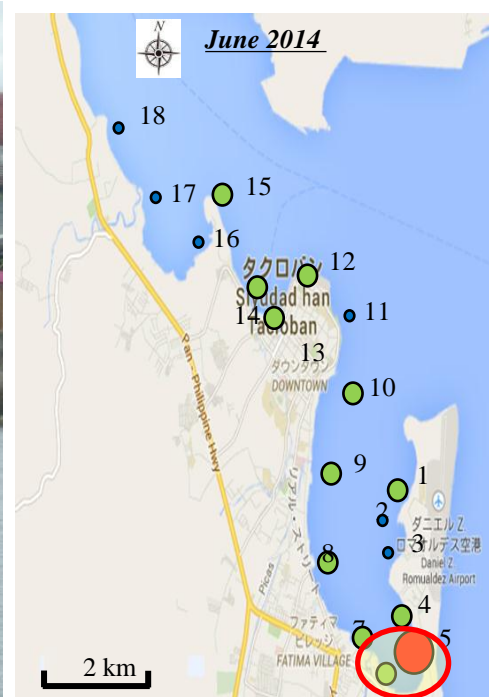 N
June 2014
18
17
15
16
タクロバン
12
Siyudad han
Tacloban
14
11
13
ダウンタウン
DOWNTOWN
10
Pan - Philippine Hwy
9
1
2
3
ダニエル Z.
ロマオルデス空港
Daniel Z.
Romualdez Airport
リアル・ストリート
8
Picas
4
7
5
ファティマ
ビレッジ
FATIMA VILLAGE
2 km